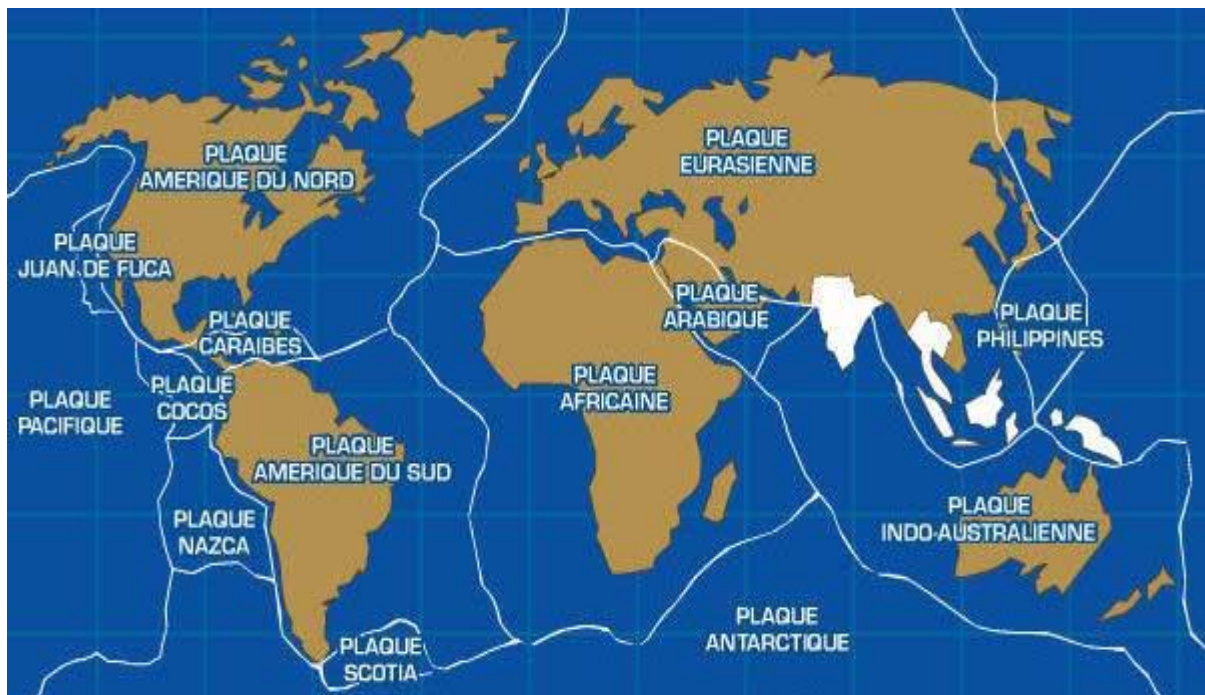 PLAQUE
AMERIQUE DU NORD
PLAQUE
EURASIENNE
PLAQUE
JUAN DE FUCA
PLAQUE
CARAIBES
PLAQUE
ARABIQUE
PLAQUE
PHILIPPINES
PLAQUE
PACIFIQUE
PLAQUE
COCOS
PLAQUE
AFRICAINE
PLAQUE
AMERIQUE DU SUD
PLAQUE
NAZCA
PLAQUE
INDO-AUSTRALIENNE
PLAQUE
SCOTIA
PLAQUE
ANTARCTIQUE